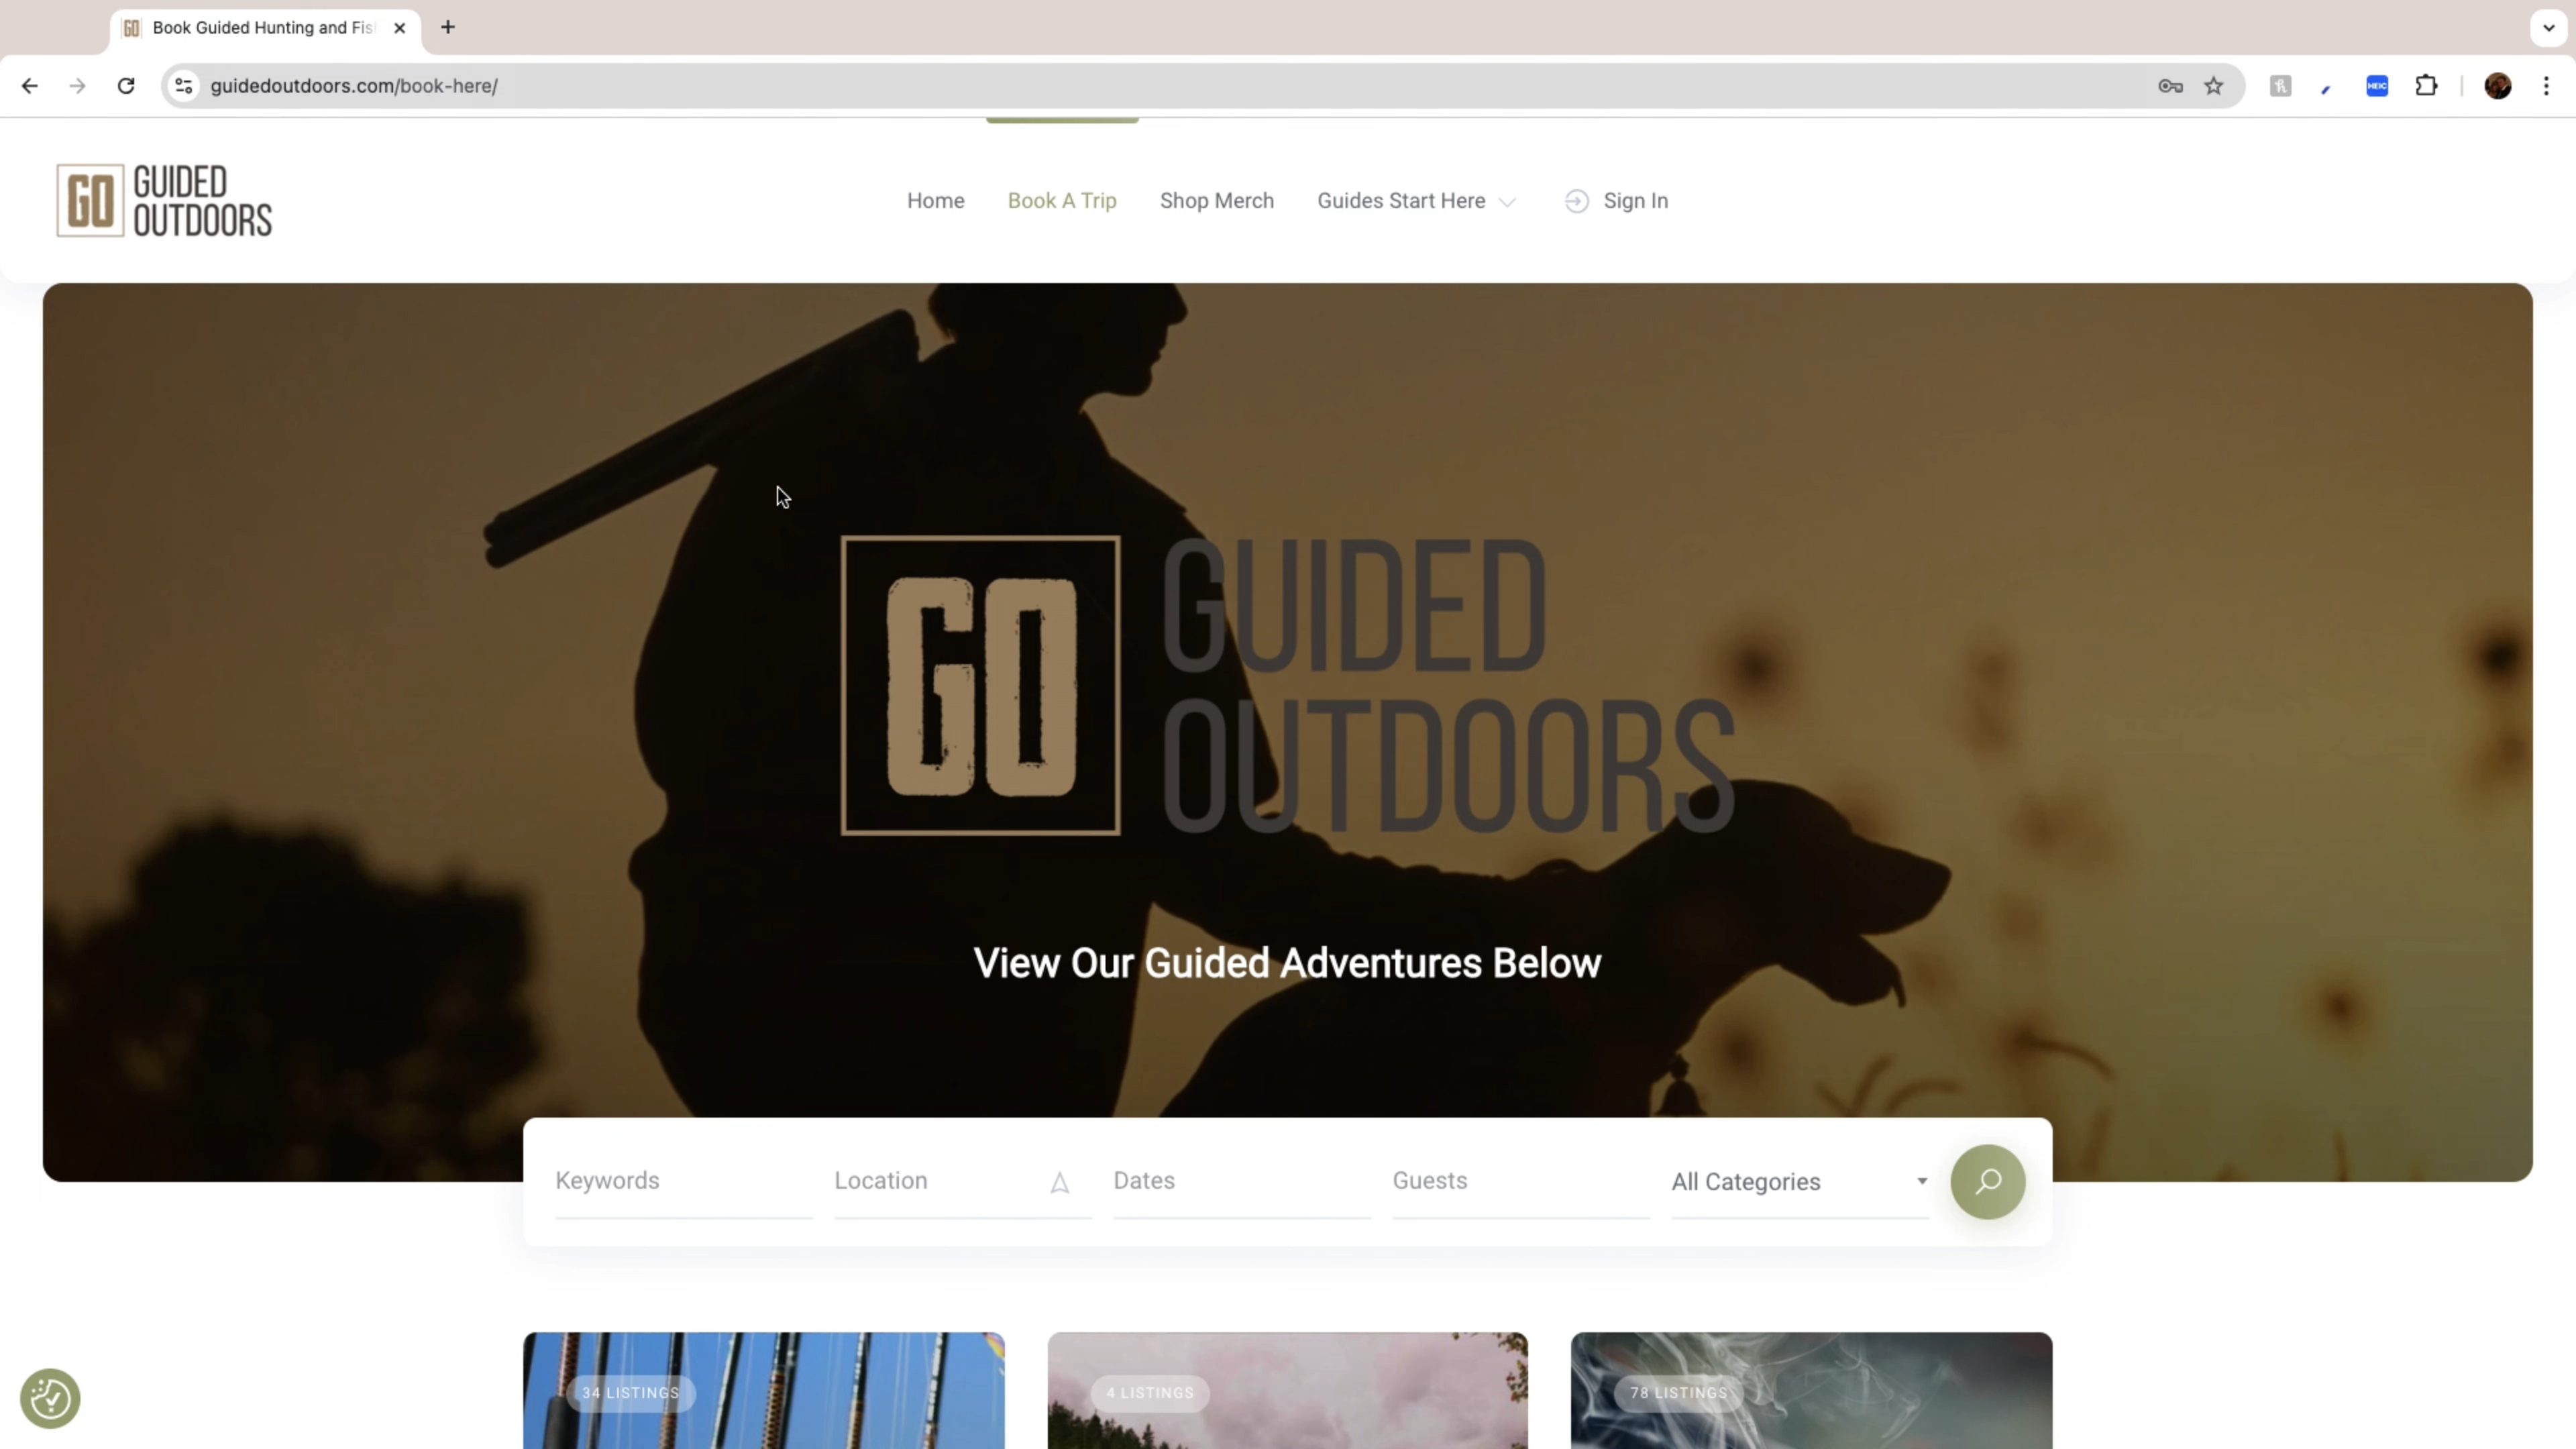 Book Guided Hunting and Fis
guidedoutdoors.com/book-here/
HEIC
GO GUIDED
OUTDOORS
Home Book A Trip Shop Merch Guides Start Here Sign In
GO GUIDED
OUTDOORS
View Our Guided Adventures Below
Keywords Location Dates Guests All Categories
34 LISTINGS 4 LISTINGS 78 LISTINGS